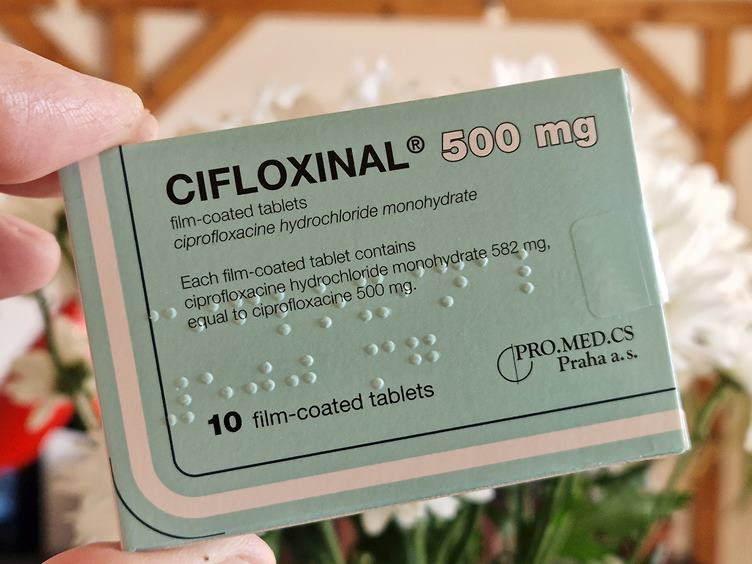 CIFLOXINAL® 500 mg
film-coated tablets
ciprofloxacine hydrochloride monohydrate
Each film-coated tablet contains
ciprofloxacine hydrochloride monohydrate 582 mg,
equal to ciprofloxacine 500 mg.
PRO.MED.CS
Praha a.s.
10 film-coated tablets